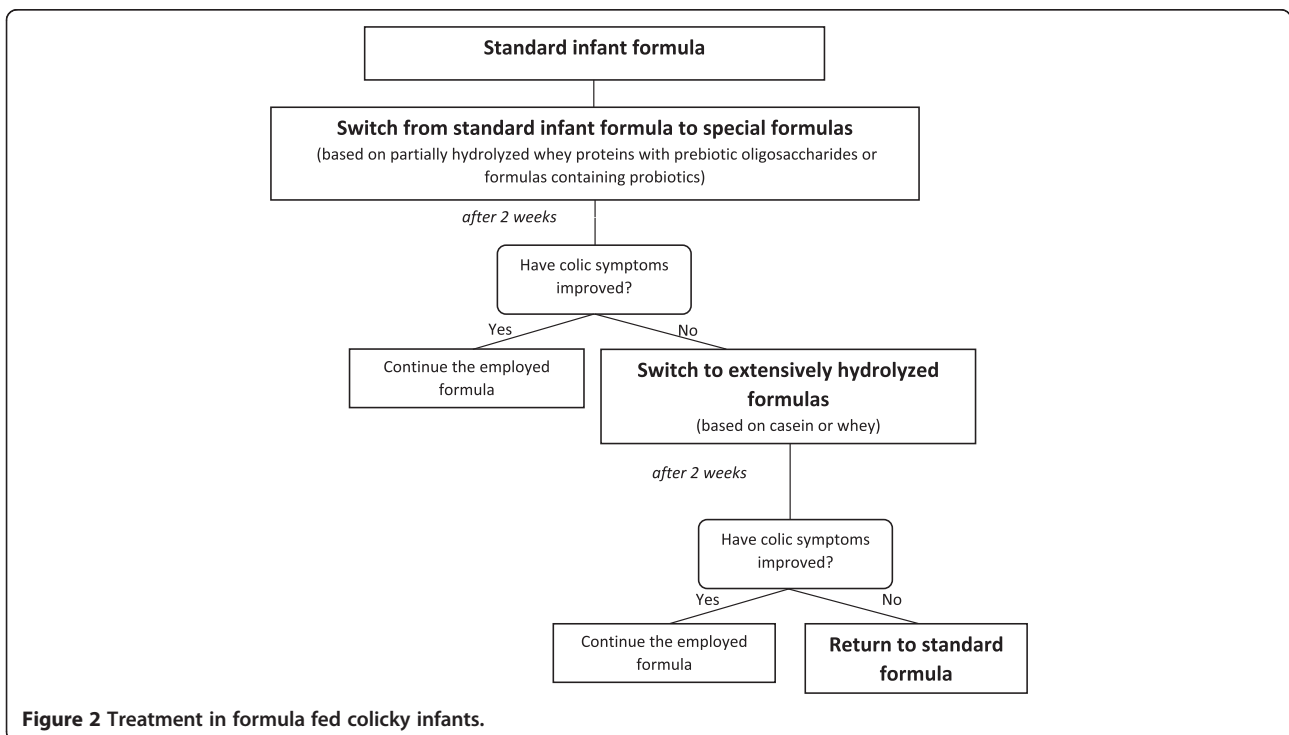 Standard infant formula
Switch from standard infant formula to special formulas
(based on partially hydrolyzed whey proteins with prebiotic oligosaccharides or
formulas containing probiotics)
after 2 weeks
Have colic symptoms
improved?
Yes
No
Continue the employed
formula
Switch to extensively hydrolyzed
formulas
(based on casein or whey)
after 2 weeks
Have colic symptoms
improved?
Yes
No
Continue the employed
formula
Return to standard
formula
Figure 2 Treatment in formula fed colicky infants.